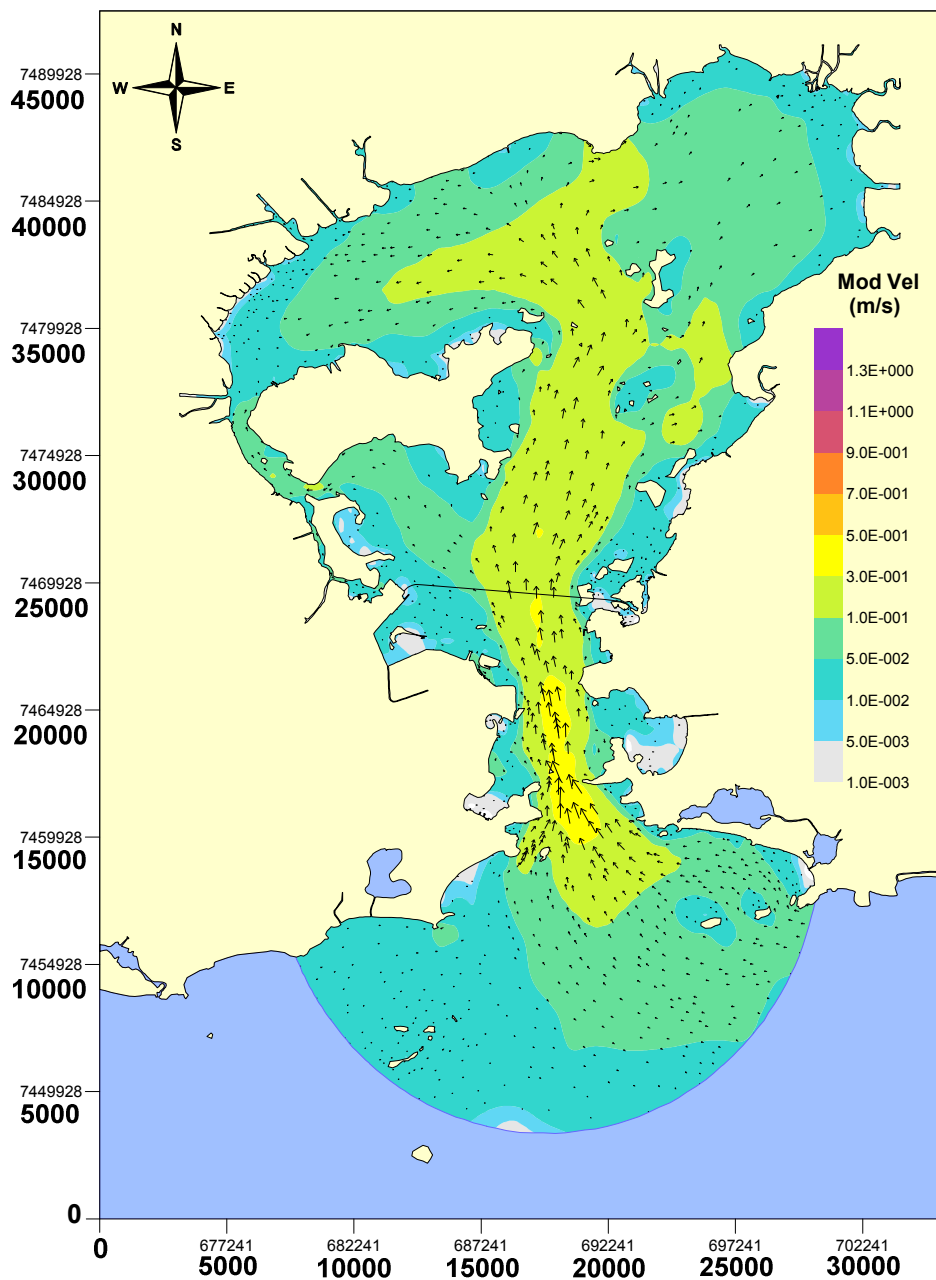 N
W E
S
7489928
45000
7484928
40000
7479928
35000
7474928
30000
7469928
25000
7464928
20000
7459928
15000
7454928
10000
7449928
5000
0
Mod Vel
(m/s)
1.3E+000
1.1E+000
9.0E-001
7.0E-001
5.0E-001
3.0E-001
1.0E-001
5.0E-002
1.0E-002
5.0E-003
1.0E-003
677241 682241 687241 692241 697241 702241
0 5000 10000 15000 20000 25000 30000